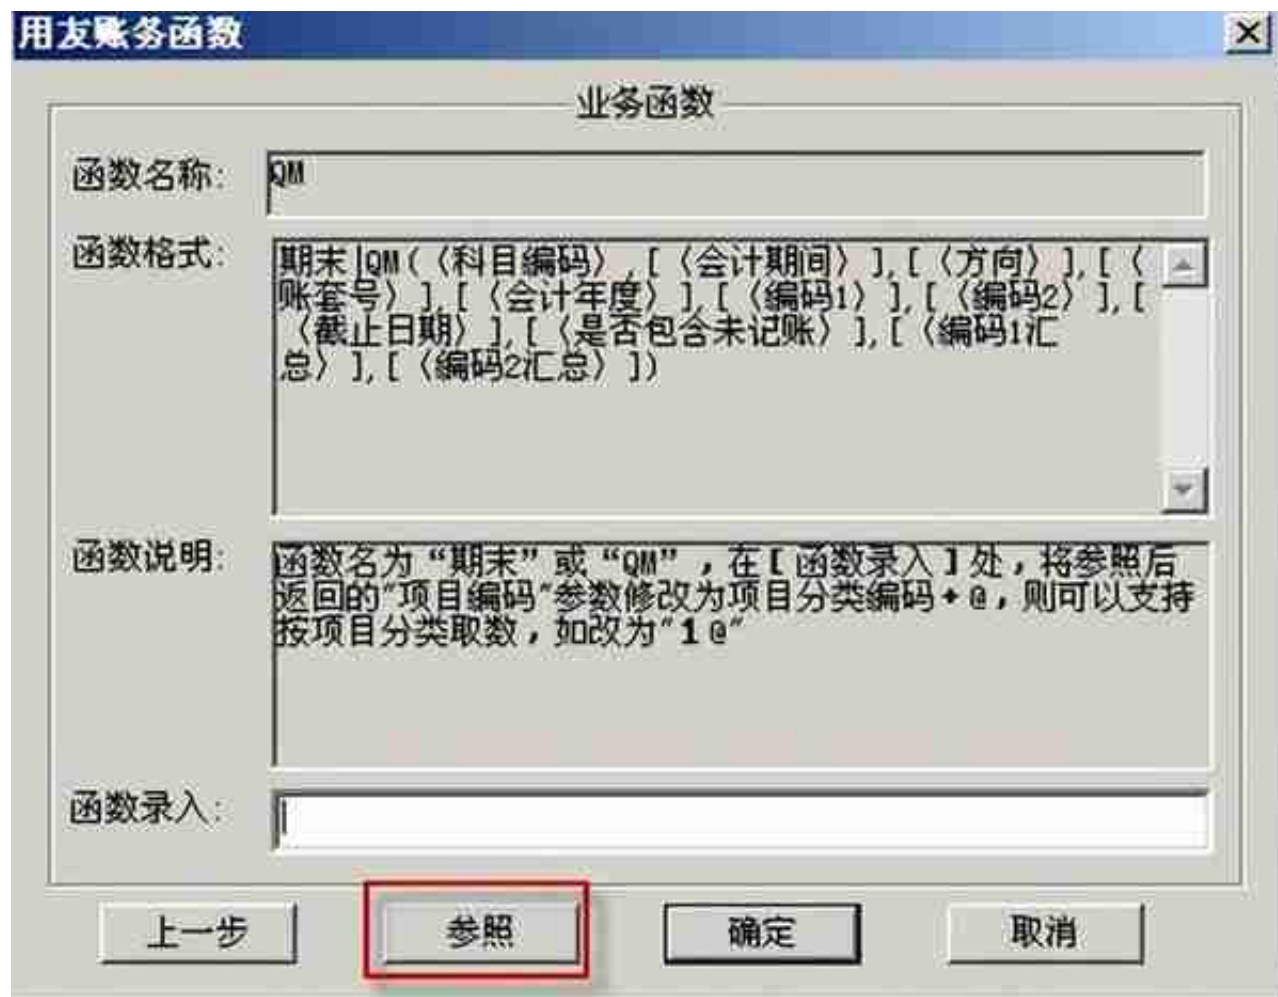 用友账务函数
业务函数
函数名称:
QM
函数格式:
期末|QM(〈科目编码〉,[〈会计期间〉],[〈方向〉],[〈
账套号〉],[〈会计年度〉],[〈编码1〉],[〈编码2〉],[
〈截止日期〉],[〈是否包含未记账〉],[〈编码1汇
总〉],[〈编码2汇总〉])
函数说明:
函数名为“期末”或“QM”，在【函数录入】处，将参照后
返回的"项目编码"参数修改为项目分类编码+@，则可以支持
按项目分类取数，如改为"1@"
函数录入:
上一步
参照
确定
取消